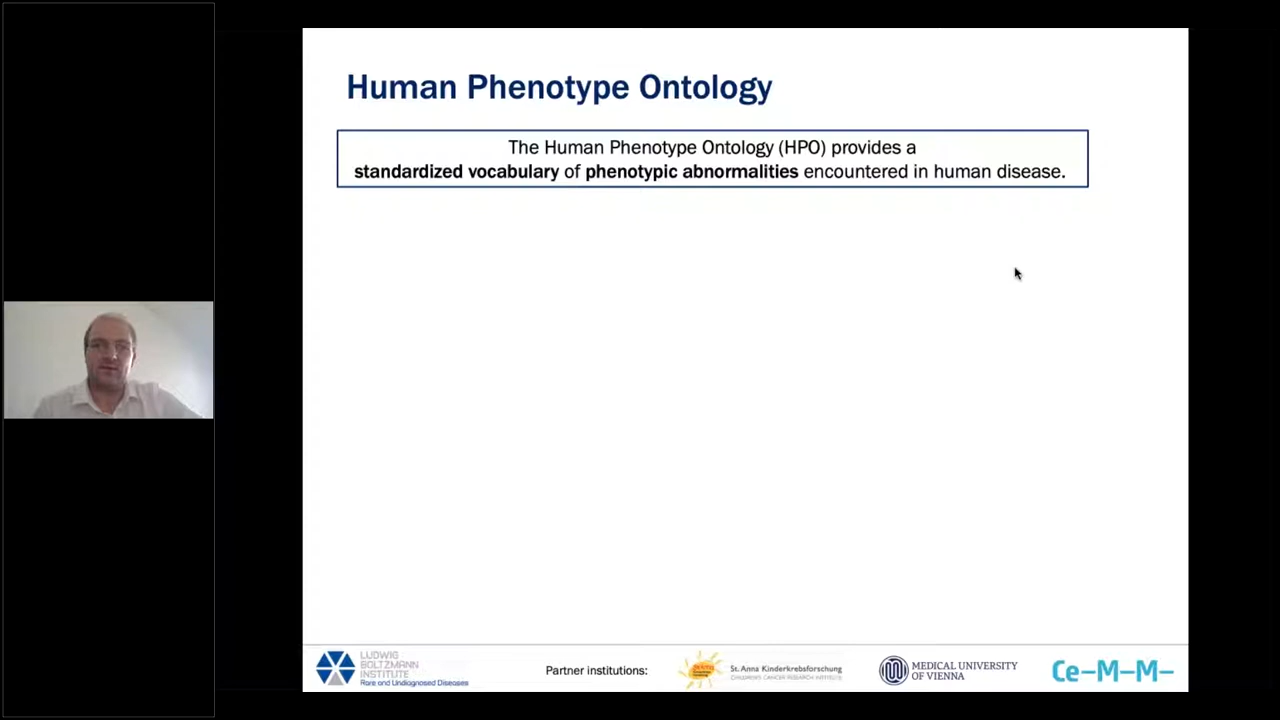 Human Phenotype Ontology
The Human Phenotype Ontology (HPO) provides a
standardized vocabulary of phenotypic abnormalities encountered in human disease.
LUDWIG
BOLTZMANN
INSTITUTE
Rare and Undiagnosed Diseases
Partner institutions:
St. Anna Kinderkrebsforschung
CHILDREN'S CANCER RESEARCH INSTITUTE
MEDICAL UNIVERSITY
OF VIENNA
Ce–M–M–